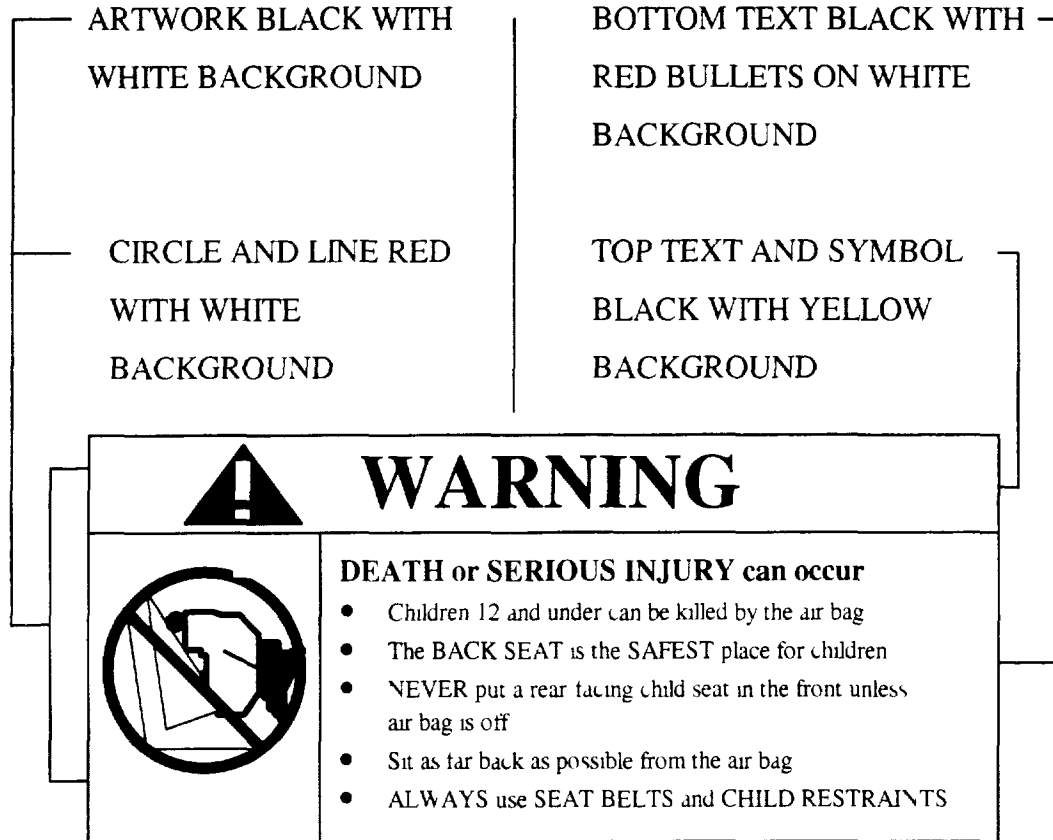 ARTWORK BLACK WITH
WHITE BACKGROUND
BOTTOM TEXT BLACK WITH
RED BULLETS ON WHITE
BACKGROUND
CIRCLE AND LINE RED
WITH WHITE
BACKGROUND
TOP TEXT AND SYMBOL
BLACK WITH YELLOW
BACKGROUND
WARNING
DEATH or SERIOUS INJURY can occur
• Children 12 and under can be killed by the air bag
• The BACK SEAT is the SAFEST place for children
• NEVER put a rear facing child seat in the front unless
air bag is off
• Sit as far back as possible from the air bag
• ALWAYS use SEAT BELTS and CHILD RESTRAINTS